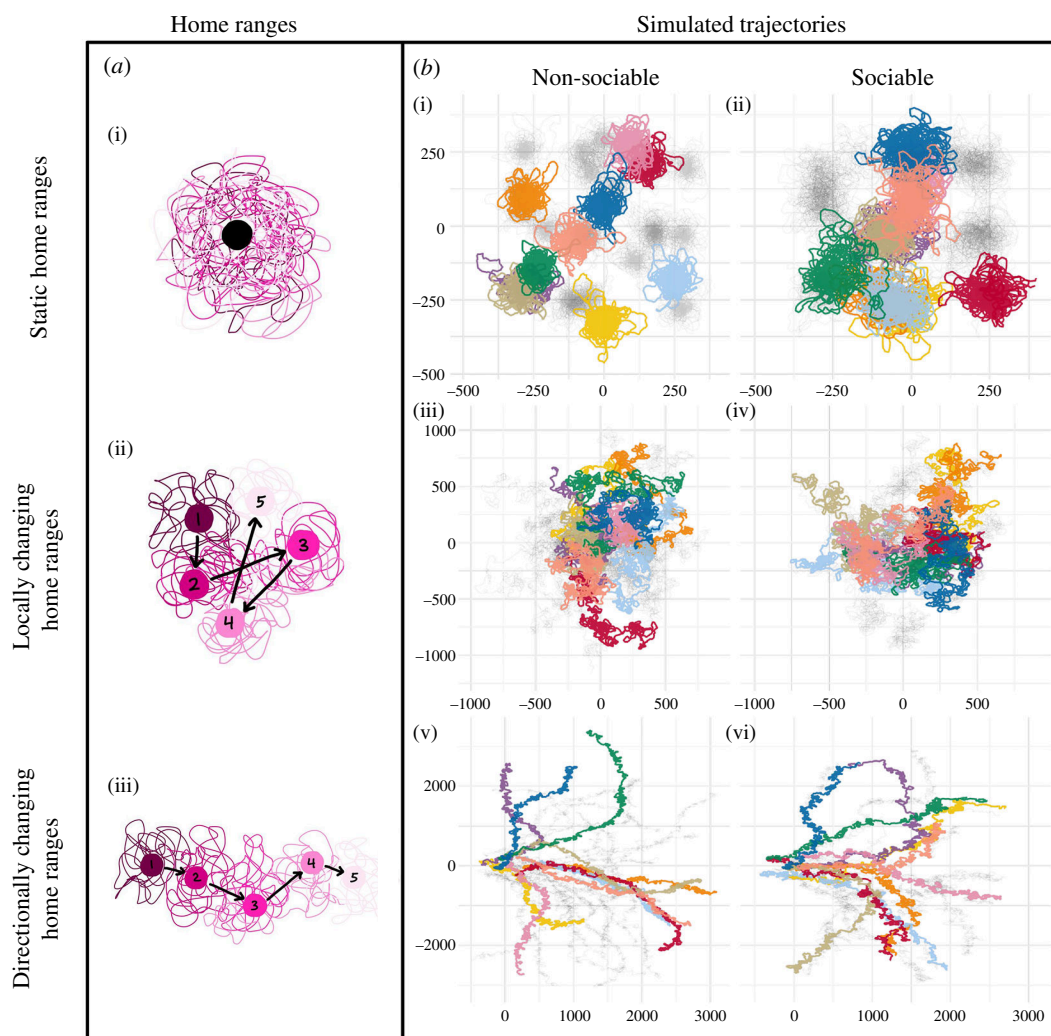 Home ranges
Simulated trajectories
Static home ranges
(a)
(i)
(b)
Non-sociable
Sociable
(i)
(ii)
250
0
–250
–500
–500
–250
0
250
–500
–250
0
250
Locally changing
home ranges
(ii)
1
2
3
4
5
(iii)
(iv)
1000
500
0
–500
–1000
–1000
–500
0
500
–1000
–500
0
500
Directionally changing
home ranges
(iii)
1
2
3
4
5
(v)
(vi)
2000
0
–2000
0
1000
2000
3000
0
1000
2000
3000